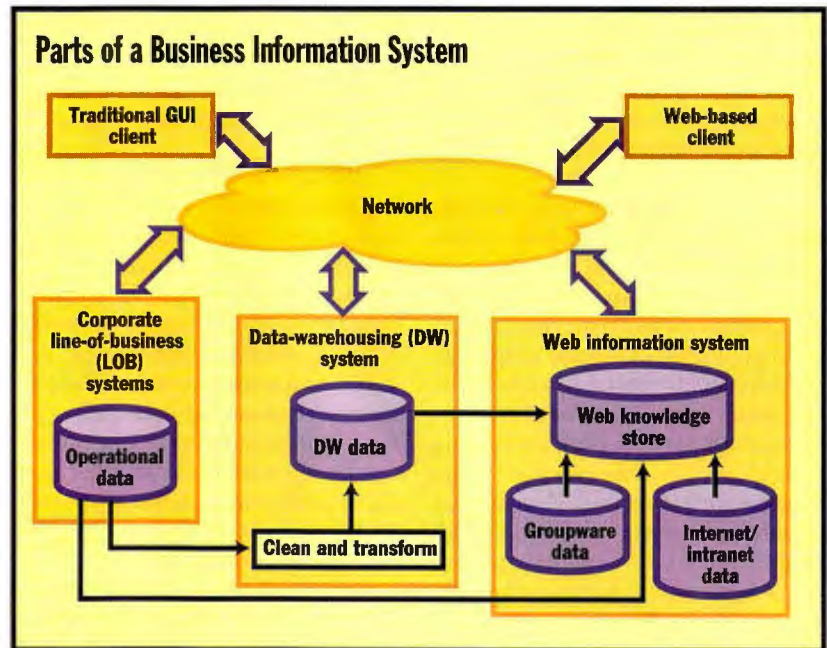 Parts of a Business Information System
Traditional GUI
client
Web-based
client
Network
Corporate
line-of-business
(LOB)
systems
Operational
data
Data-warehousing (DW)
system
DW data
Clean and transform
Web information system
Web knowledge
store
Groupware
data
Internet/
intranet
data